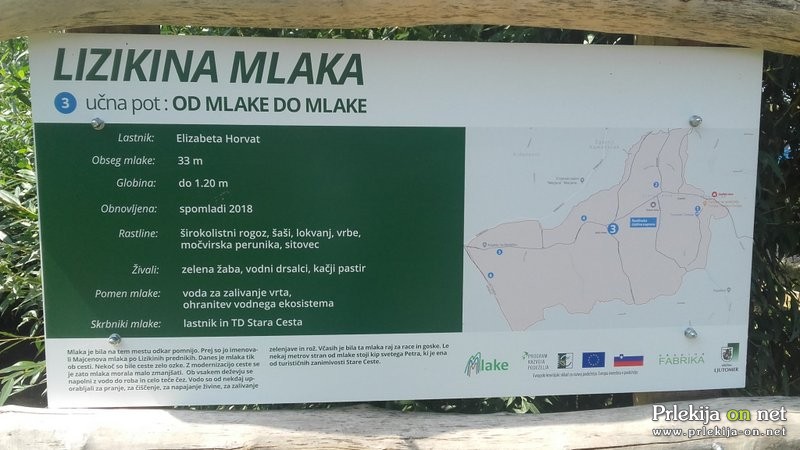 LIZIKINA MLAKA
3 učna pot : OD MLAKE DO MLAKE
Lastnik: Elizabeta Horvat
Obseg mlake: 33 m
Globina: do 1.20 m
Obnovljena: spomladi 2018
Rastline: širokolistni rogoz, šaši, lokvanj, vrbe,
močvirska perunika, sitovec
Živali: zelena žaba, vodni drsalci, kačji pastir
Pomen mlake: voda za zalivanje vrta,
ohranitev vodnega ekosistema
Skrbniki mlake: lastnik in TD Stara Cesta
Mlaka je bila na tem mestu odkar pomnijo. Prej so jo imenova-
li Majcenova mlaka po Lizikinih prednikih. Danes je mlaka tik
ob cesti. Nekoč so bile ceste zelo ozke. Z modernizacijo ceste se
je zato mlaka morala malo zmanjšati. Ob vsakem deževju se
napolni z vodo do roba in celo teče čez. Vodo so od nekdaj up-
orabljali za pranje, za čiščenje, za napajanje živine, za zalivanje
zelenjave in rož. Včasih je bila ta mlaka raj za race in goske. Le
nekaj metrov stran od mlake stoji kip svetega Petra, ki je ena
od turističnih zanimivosti Stare Ceste.
3
Mlake
PROGRAM
RAZVOJA
PODEŽELJA
FABRIKA
LJUTOMER
Prlekija on net
www.prlekija-on.net